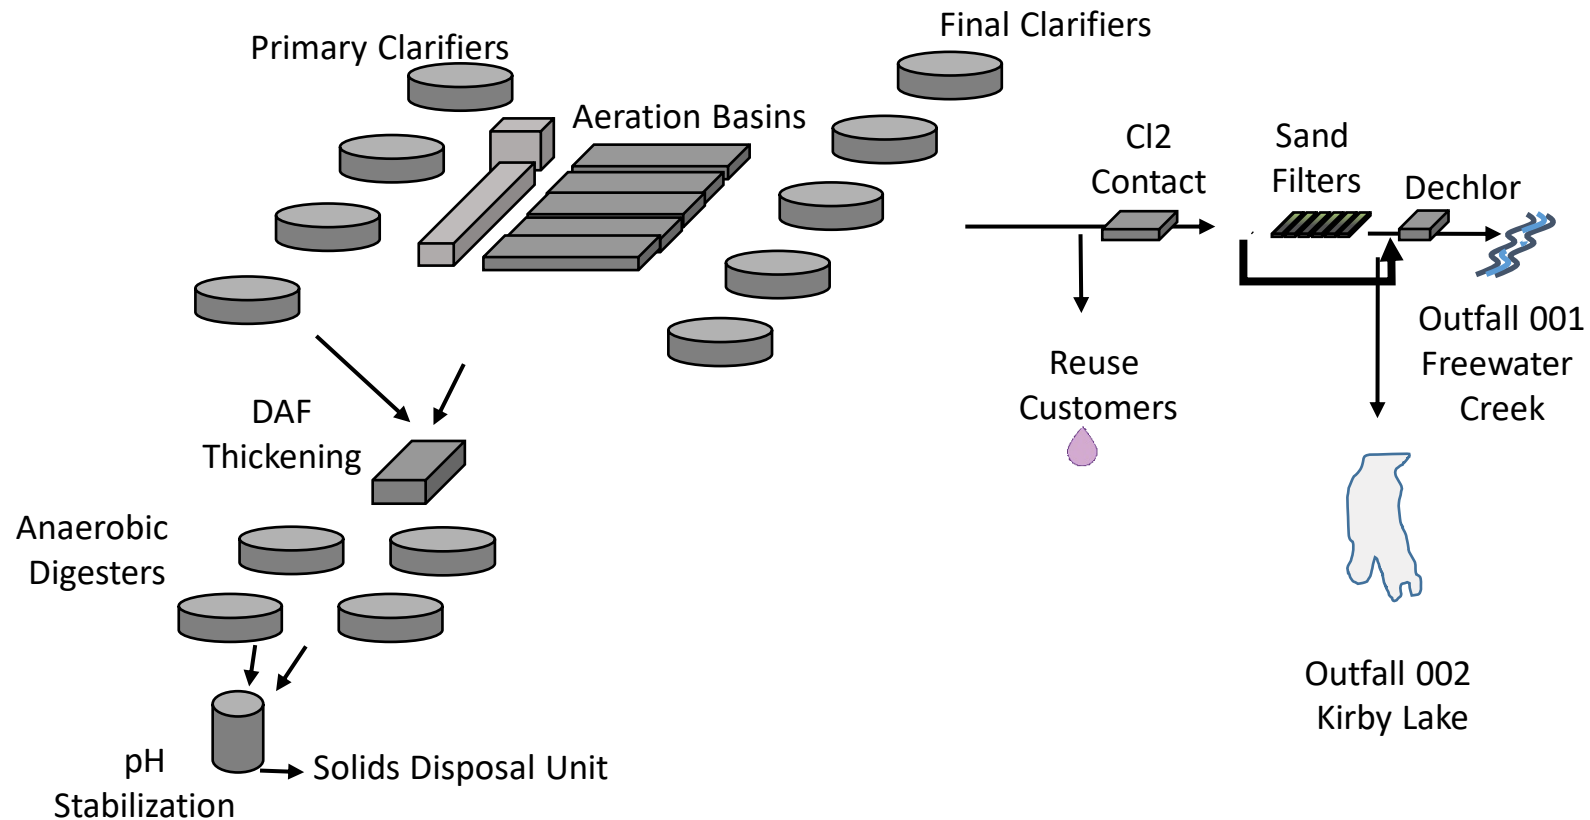 Final Clarifiers
Primary Clarifiers
Aeration Basins
Cl2
Contact
Sand
Filters
Dechlor
Outfall 001
Freewater
Creek
Reuse
Customers
DAF
Thickening
Anaerobic
Digesters
Outfall 002
Kirby Lake
pH
Stabilization
Solids Disposal Unit